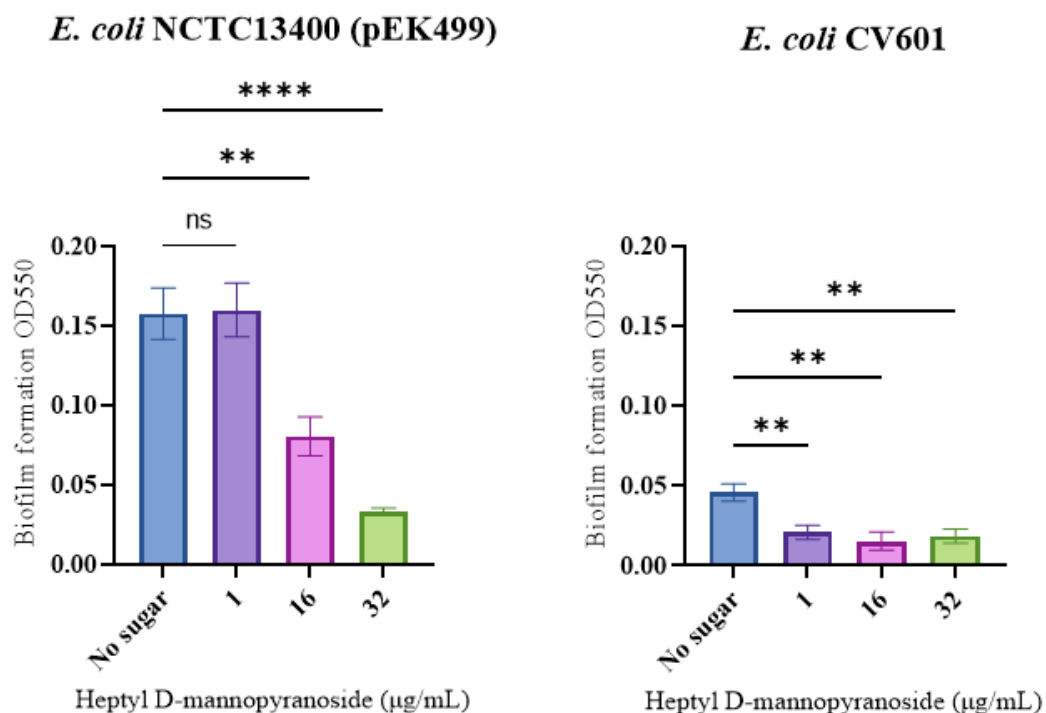 E. coli NCTC13400 (pEK499)
****
**
ns
0.20
0.15
0.10
0.05
0.00
Biofilm formation OD550
No sugar
1
16
32
Heptyl D-mannopyranoside (μg/mL)
E. coli CV601
**
**
**
0.20
0.15
0.10
0.05
0.00
Biofilm formation OD550
No sugar
1
16
32
Heptyl D-mannopyranoside (μg/mL)